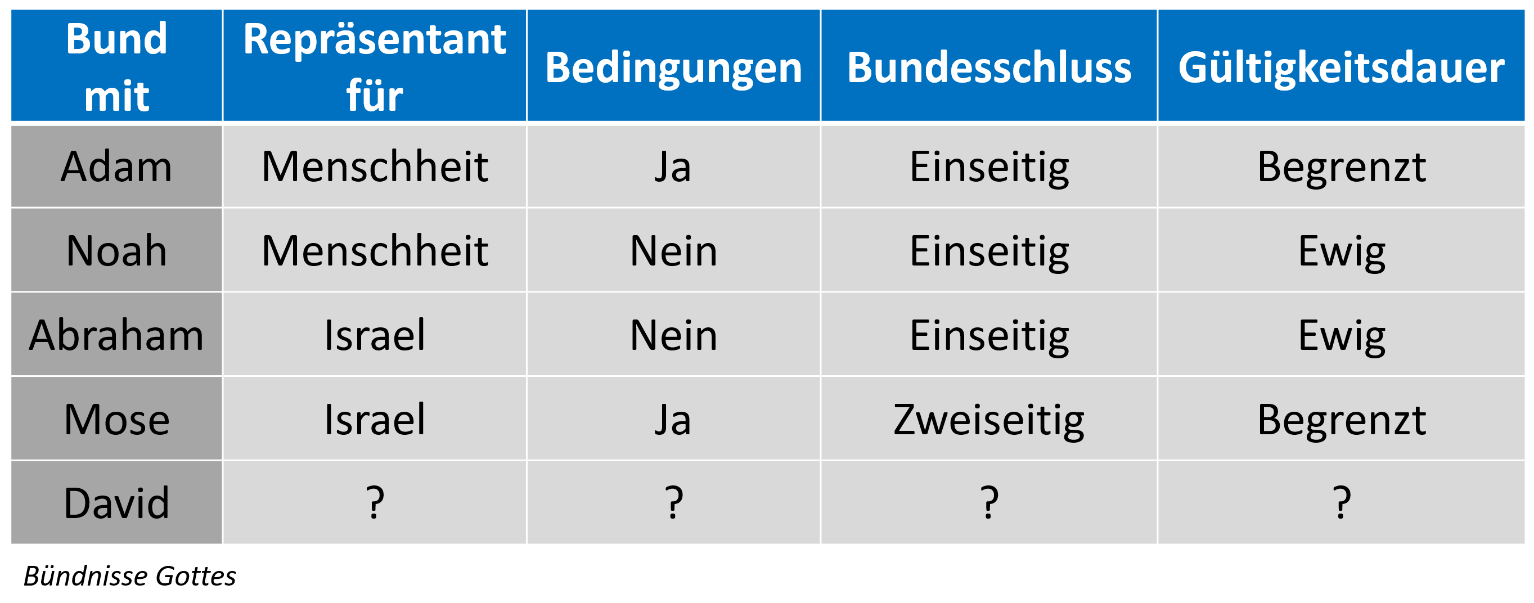 Bund mit Repräsentant für Bedingungen Bundesschluss Gültigkeitsdauer
Adam Menschheit Ja Einseitig Begrenzt
Noah Menschheit Nein Einseitig Ewig
Abraham Israel Nein Einseitig Ewig
Mose Israel Ja Zweiseitig Begrenzt
David ? ? ? ?
Bündnisse Gottes